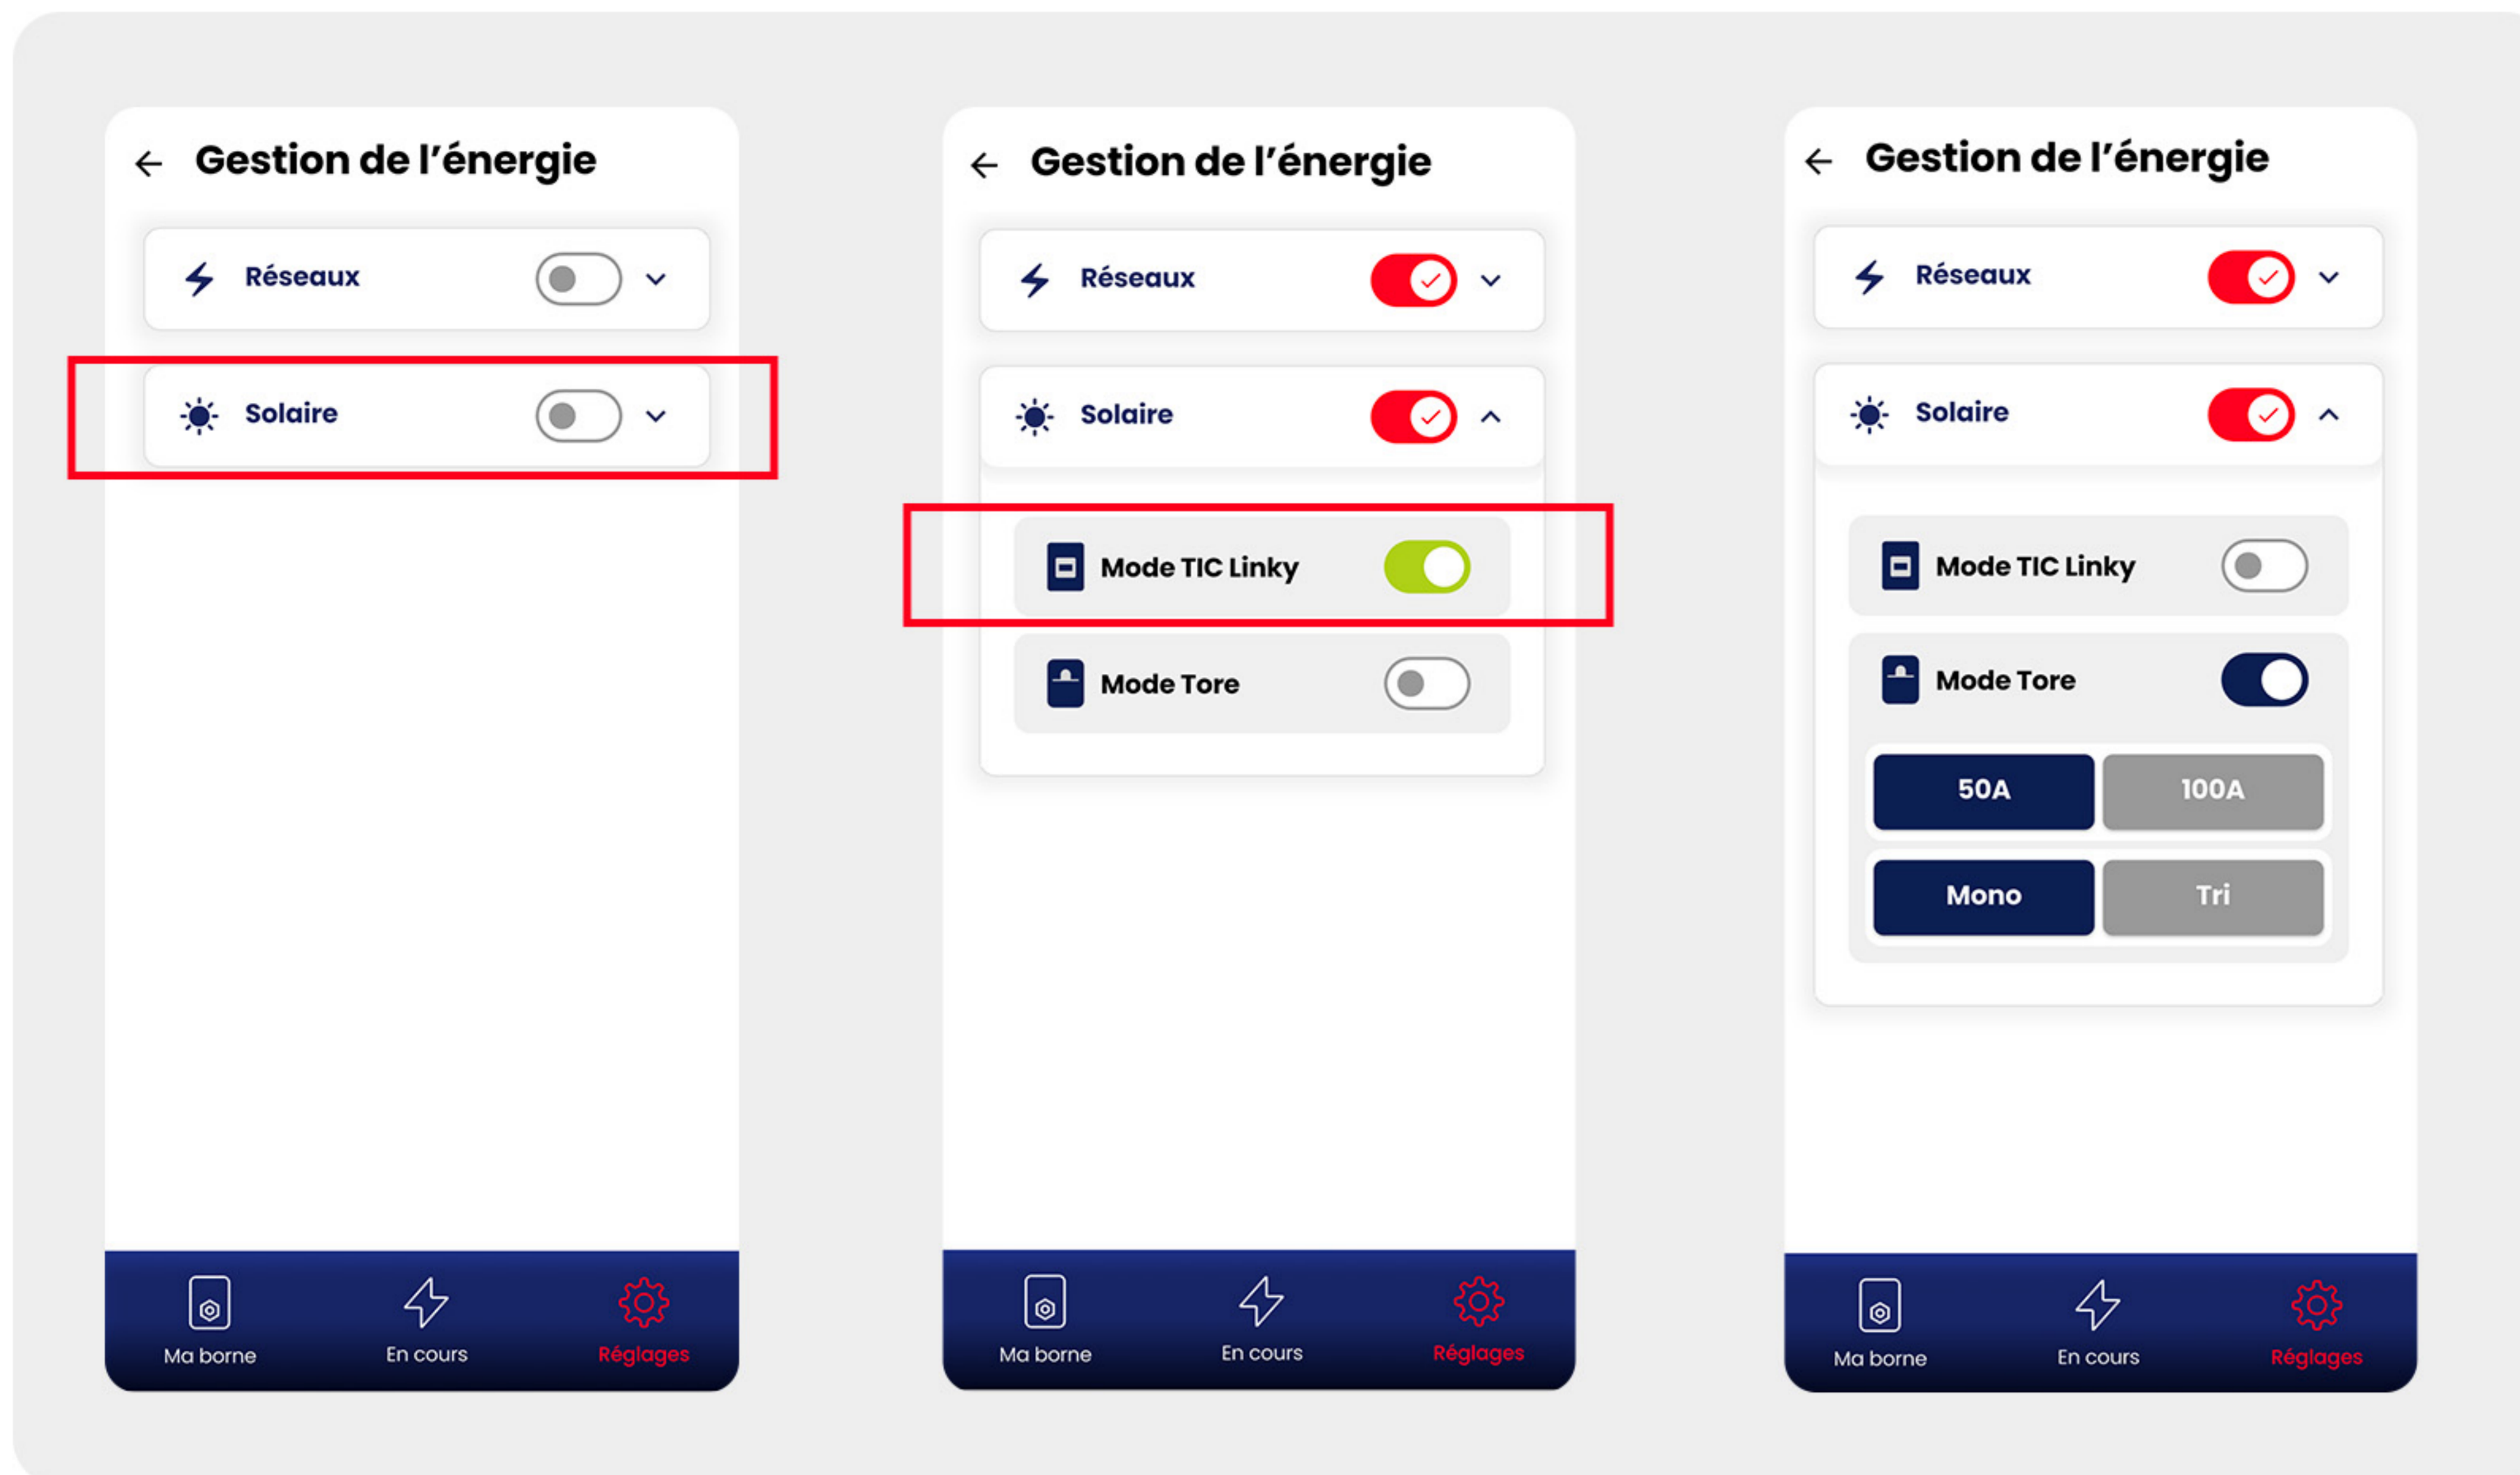 Gestion de l’énergie
Réseaux
Solaire
Ma borne
En cours
Réglages
Gestion de l’énergie
Réseaux
Solaire
Mode TIC Linky
Mode Tore
Ma borne
En cours
Réglages
Gestion de l’énergie
Réseaux
Solaire
Mode TIC Linky
Mode Tore
50A
100A
Mono
Tri
Ma borne
En cours
Réglages